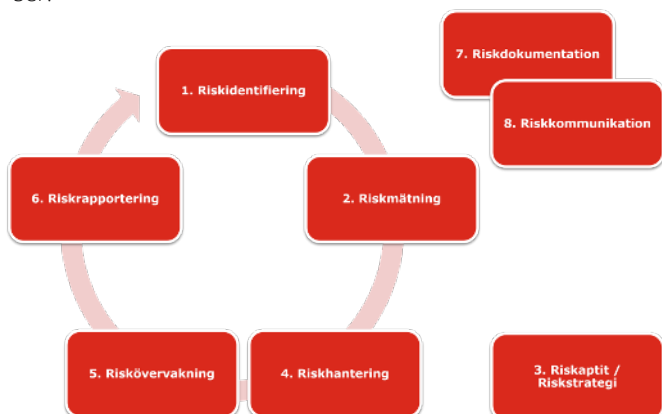 1. Riskidentifiering
7. Riskdokumentation
8. Riskkommunikation
6. Riskrapportering
2. Riskmätning
5. Riskövervakning
4. Riskhantering
3. Riskaptit /
Riskstrategi